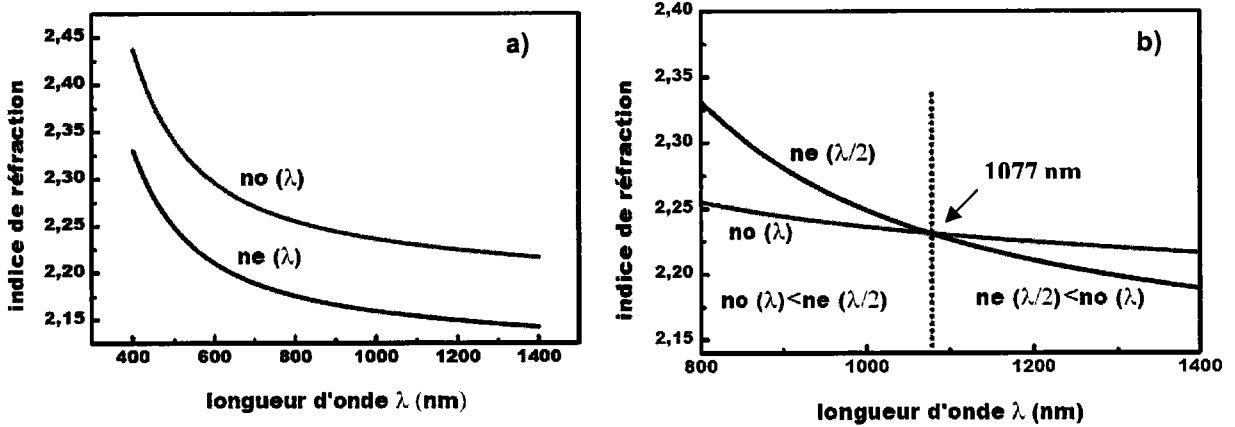 a)
indice de réfraction
2,45
2,40
2,35
2,30
2,25
2,20
2,15
no (λ)
ne (λ)
400 600 800 1000 1200 1400
longueur d'onde λ (nm)
b)
indice de réfraction
2,40
2,35
2,30
2,25
2,20
2,15
ne (λ/2)
1077 nm
no (λ)
no (λ)<ne (λ/2)
ne (λ/2)<no (λ)
800 1000 1200 1400
longueur d'onde λ (nm)